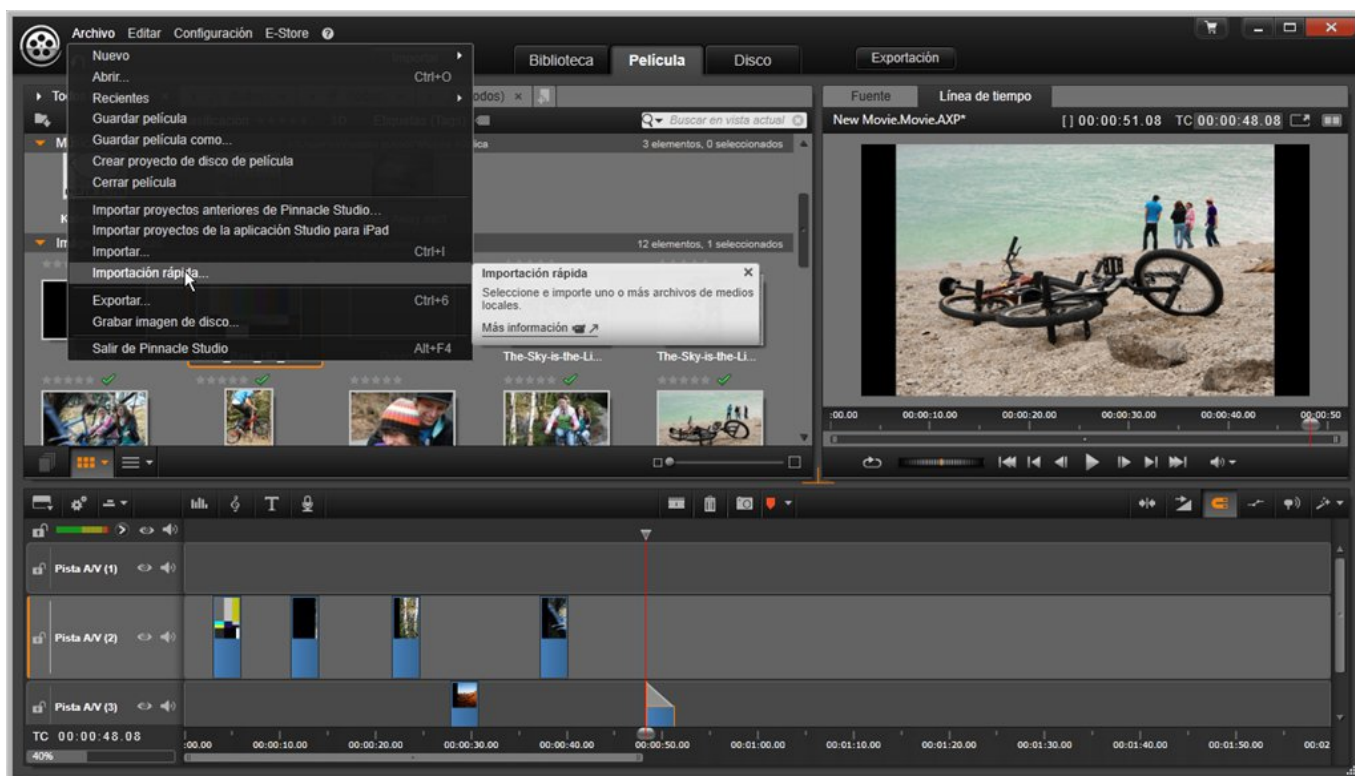 Archivo Editar Configuración E-Store
Nuevo
Abrir... Ctrl+O
Recientes
Guardar película
Guardar película como...
Crear proyecto de disco de película
Cerrar película
Importar proyectos anteriores de Pinnacle Studio...
Importar proyectos de la aplicación Studio para iPad
Importar... Ctrl+I
Importación rápida...
Exportar... Ctrl+6
Grabar imagen de disco...
Salir de Pinnacle Studio Alt+F4
Biblioteca Película Disco Exportación
odos) ×
Buscar en vista actual
3 elementos, 0 seleccionados
12 elementos, 1 seleccionados
Importación rápida
Seleccione e importe uno o más archivos de medios
locales.
Más información
The-Sky-is-the-Li... The-Sky-is-the-Li...
Fuente Línea de tiempo
New Movie.Movie.AXP* [] 00:00:51.08 TC 00:00:48.08
:00.00 00:00:10.00 00:00:20.00 00:00:30.00 00:00:40.00 00:00:50
Pista A/V (1)
Pista A/V (2)
Pista A/V (3)
TC 00:00:48.08
40%
:00.00 00:00:10.00 00:00:20.00 00:00:30.00 00:00:40.00 00:00:50.00 00:01:00.00 00:01:10.00 00:01:20.00 00:01:30.00 00:01:40.00 00:01:50.00 00:02